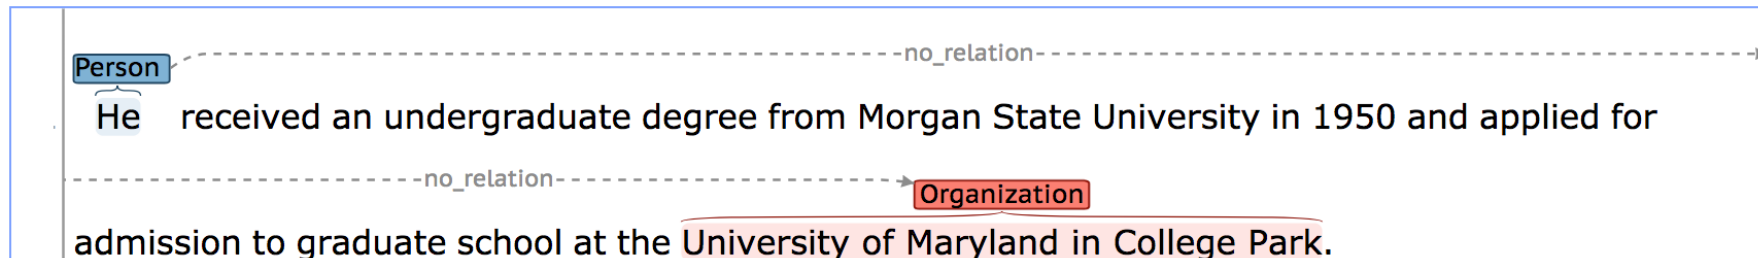 no_relation
Person
He received an undergraduate degree from Morgan State University in 1950 and applied for
no_relation
Organization
admission to graduate school at the University of Maryland in College Park.